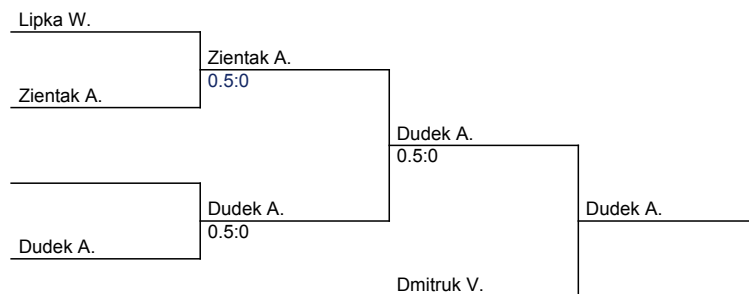 Lipka W.
Zientak A.
0.5:0
Zientak A.
Dudek A.
0.5:0
Dudek A.
0.5:0
Dudek A.
Dudek A.
Dmitruk V.